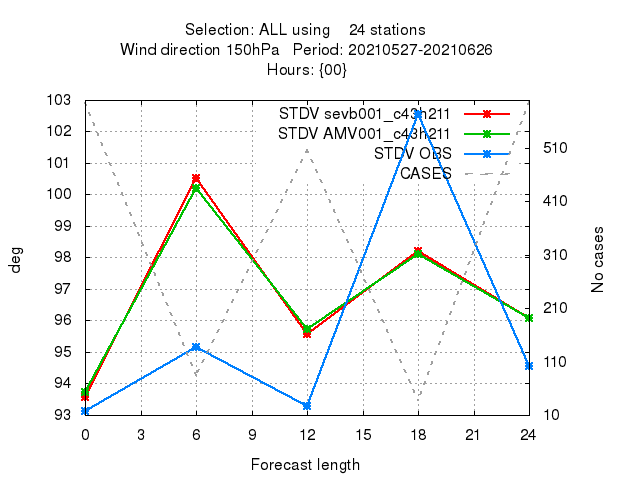 Selection: ALL using    24 stations
Wind direction 150hPa   Period: 20210527-20210626
Hours: {00}
STDV sevb001_c43h211
STDV AMV001_c43h211
STDV OBS
CASES
103
102
101
100
99
98
97
96
95
94
93
deg
510
410
310
210
110
10
No cases
0 3 6 9 12 15 18 21 24
Forecast length